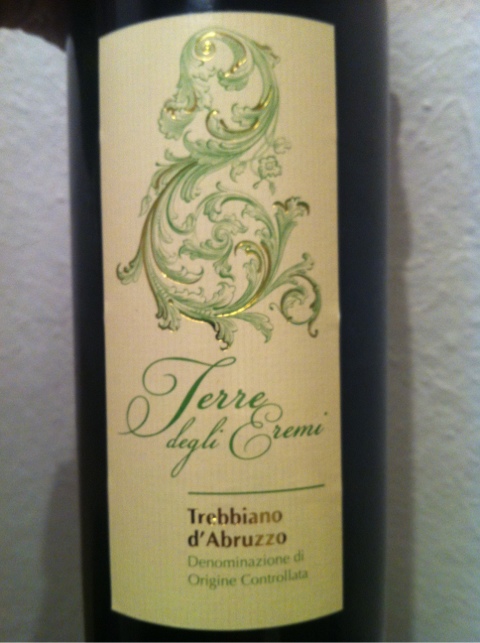 Terre
degli Eremi
Trebbiano
d'Abruzzo
Denominazione di
Origine Controllata